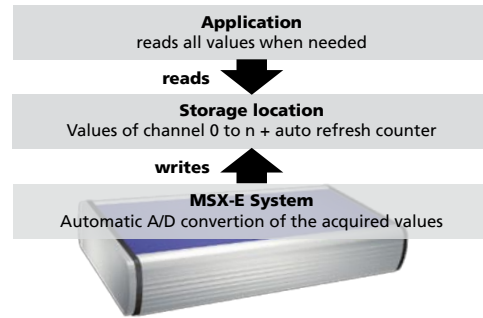 Application
reads all values when needed
reads
Storage location
Values of channel 0 to n + auto refresh counter
writes
MSX-E System
Automatic A/D convertion of the acquired values